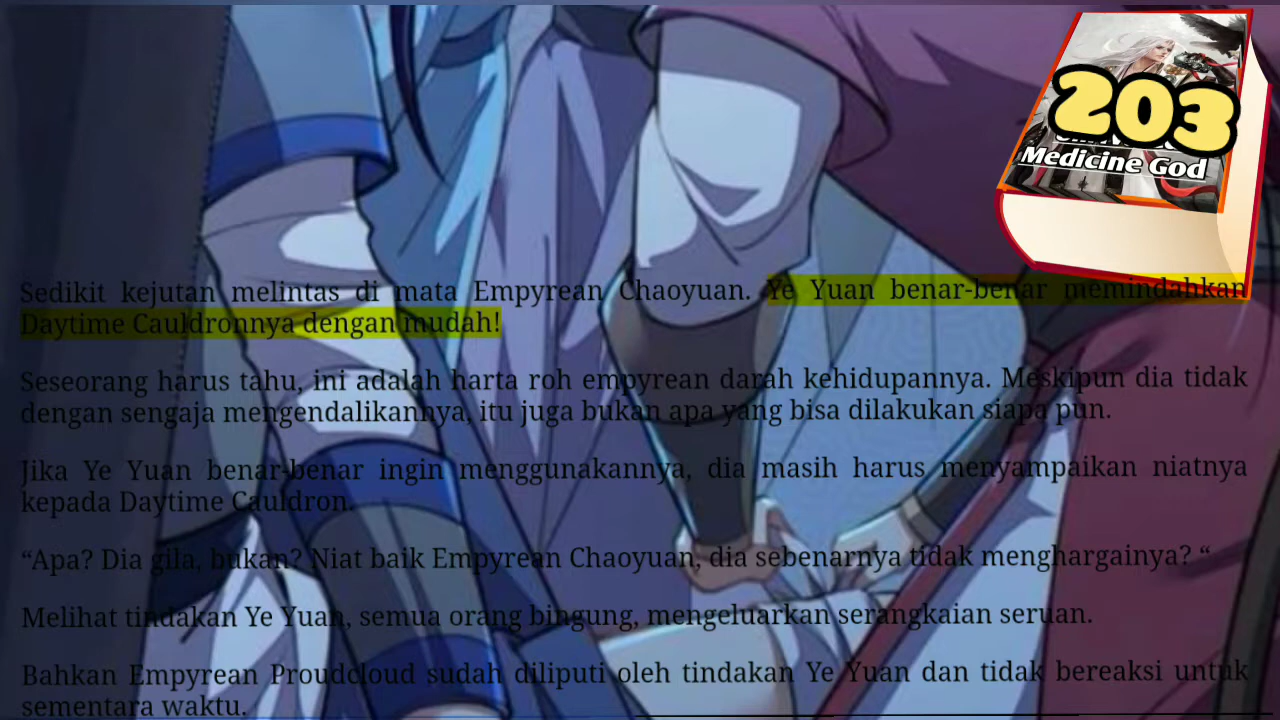 203
Medicine God
Sedikit kejutan melintas di mata Empyrean Chaoyuan. Ye Yuan benar-benar memindahkan
Daytime Cauldronnya dengan mudah!
Seseorang harus tahu, ini adalah harta roh empyrean darah kehidupannya. Meskipun dia tidak
dengan sengaja mengendalikannya, itu juga bukan apa yang bisa dilakukan siapa pun.
Jika Ye Yuan benar-benar ingin menggunakannya, dia masih harus menyampaikan niatnya
kepada Daytime Cauldron.
“Apa? Dia gila, bukan? Niat baik Empyrean Chaoyuan, dia sebenarnya tidak menghargainya? “
Melihat tindakan Ye Yuan, semua orang bingung, mengeluarkan serangkaian seruan.
Bahkan Empyrean Proudcloud sudah diliputi oleh tindakan Ye Yuan dan tidak bereaksi untuk
sementara waktu.